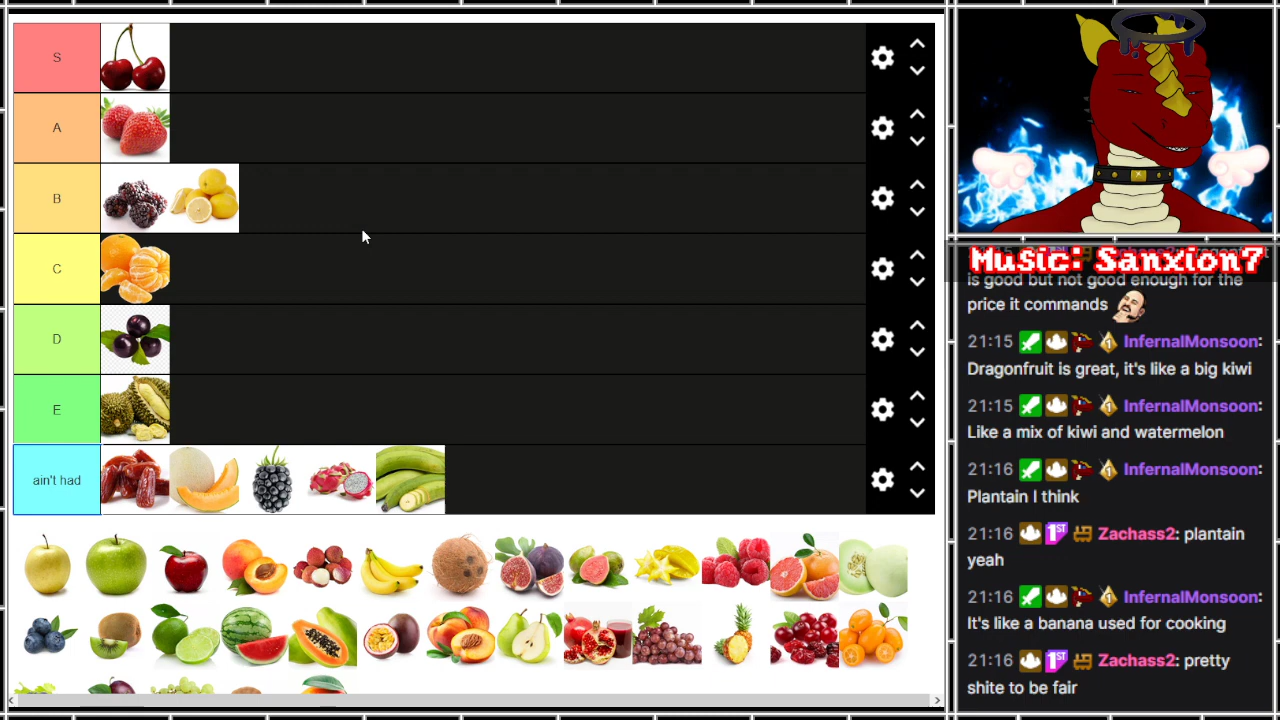 S
A
B
C
D
E
ain't had
Music: Sanxion7
is good but not good enough for the
price it commands
21:15 InfernalMonsoon:
Dragonfruit is great, it's like a big kiwi
21:15 InfernalMonsoon:
Like a mix of kiwi and watermelon
21:16 InfernalMonsoon:
Plantain I think
21:16 1ST Zachass2: plantain
yeah
21:16 InfernalMonsoon:
It's like a banana used for cooking
21:16 1ST Zachass2: pretty
shite to be fair